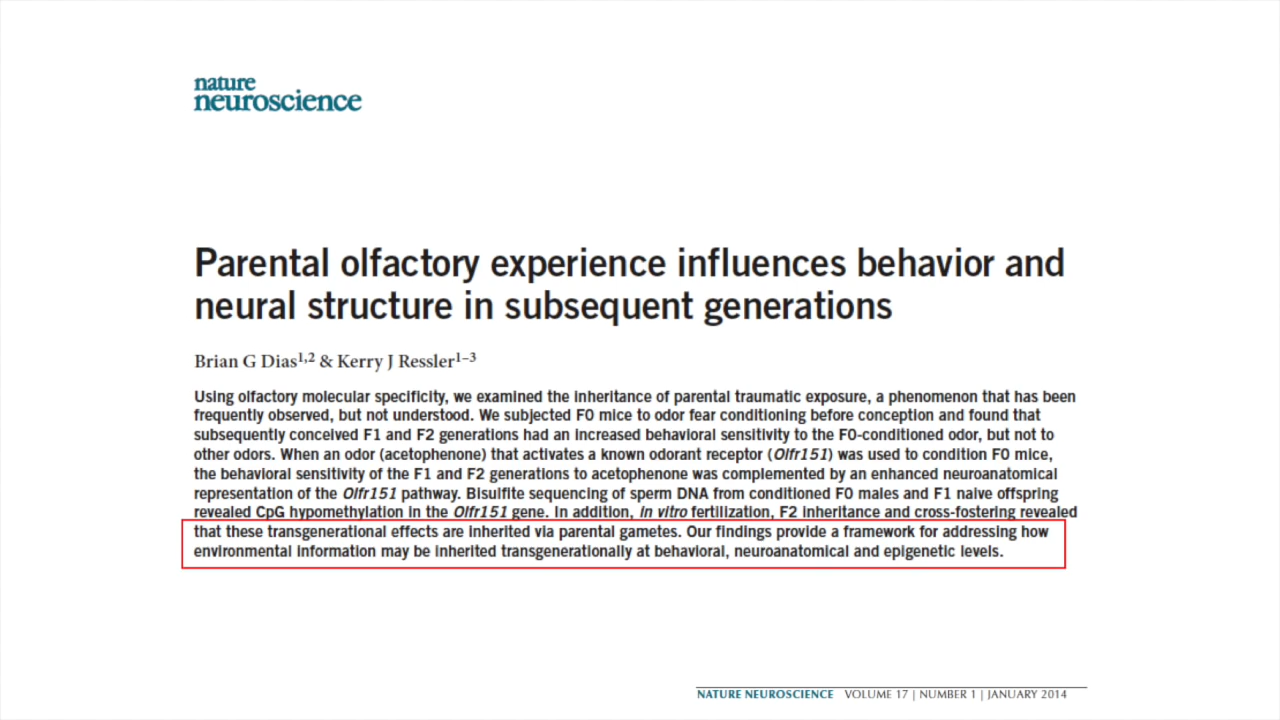 nature
neuroscience
Parental olfactory experience influences behavior and
neural structure in subsequent generations
Brian G Dias1,2 & Kerry J Ressler1–3
Using olfactory molecular specificity, we examined the inheritance of parental traumatic exposure, a phenomenon that has been
frequently observed, but not understood. We subjected F0 mice to odor fear conditioning before conception and found that
subsequently conceived F1 and F2 generations had an increased behavioral sensitivity to the F0-conditioned odor, but not to
other odors. When an odor (acetophenone) that activates a known odorant receptor (Olfr151) was used to condition F0 mice,
the behavioral sensitivity of the F1 and F2 generations to acetophenone was complemented by an enhanced neuroanatomical
representation of the Olfr151 pathway. Bisulfite sequencing of sperm DNA from conditioned F0 males and F1 naive offspring
revealed CpG hypomethylation in the Olfr151 gene. In addition, in vitro fertilization, F2 inheritance and cross-fostering revealed
that these transgenerational effects are inherited via parental gametes. Our findings provide a framework for addressing how
environmental information may be inherited transgenerationally at behavioral, neuroanatomical and epigenetic levels.
NATURE NEUROSCIENCE VOLUME 17 | NUMBER 1 | JANUARY 2014